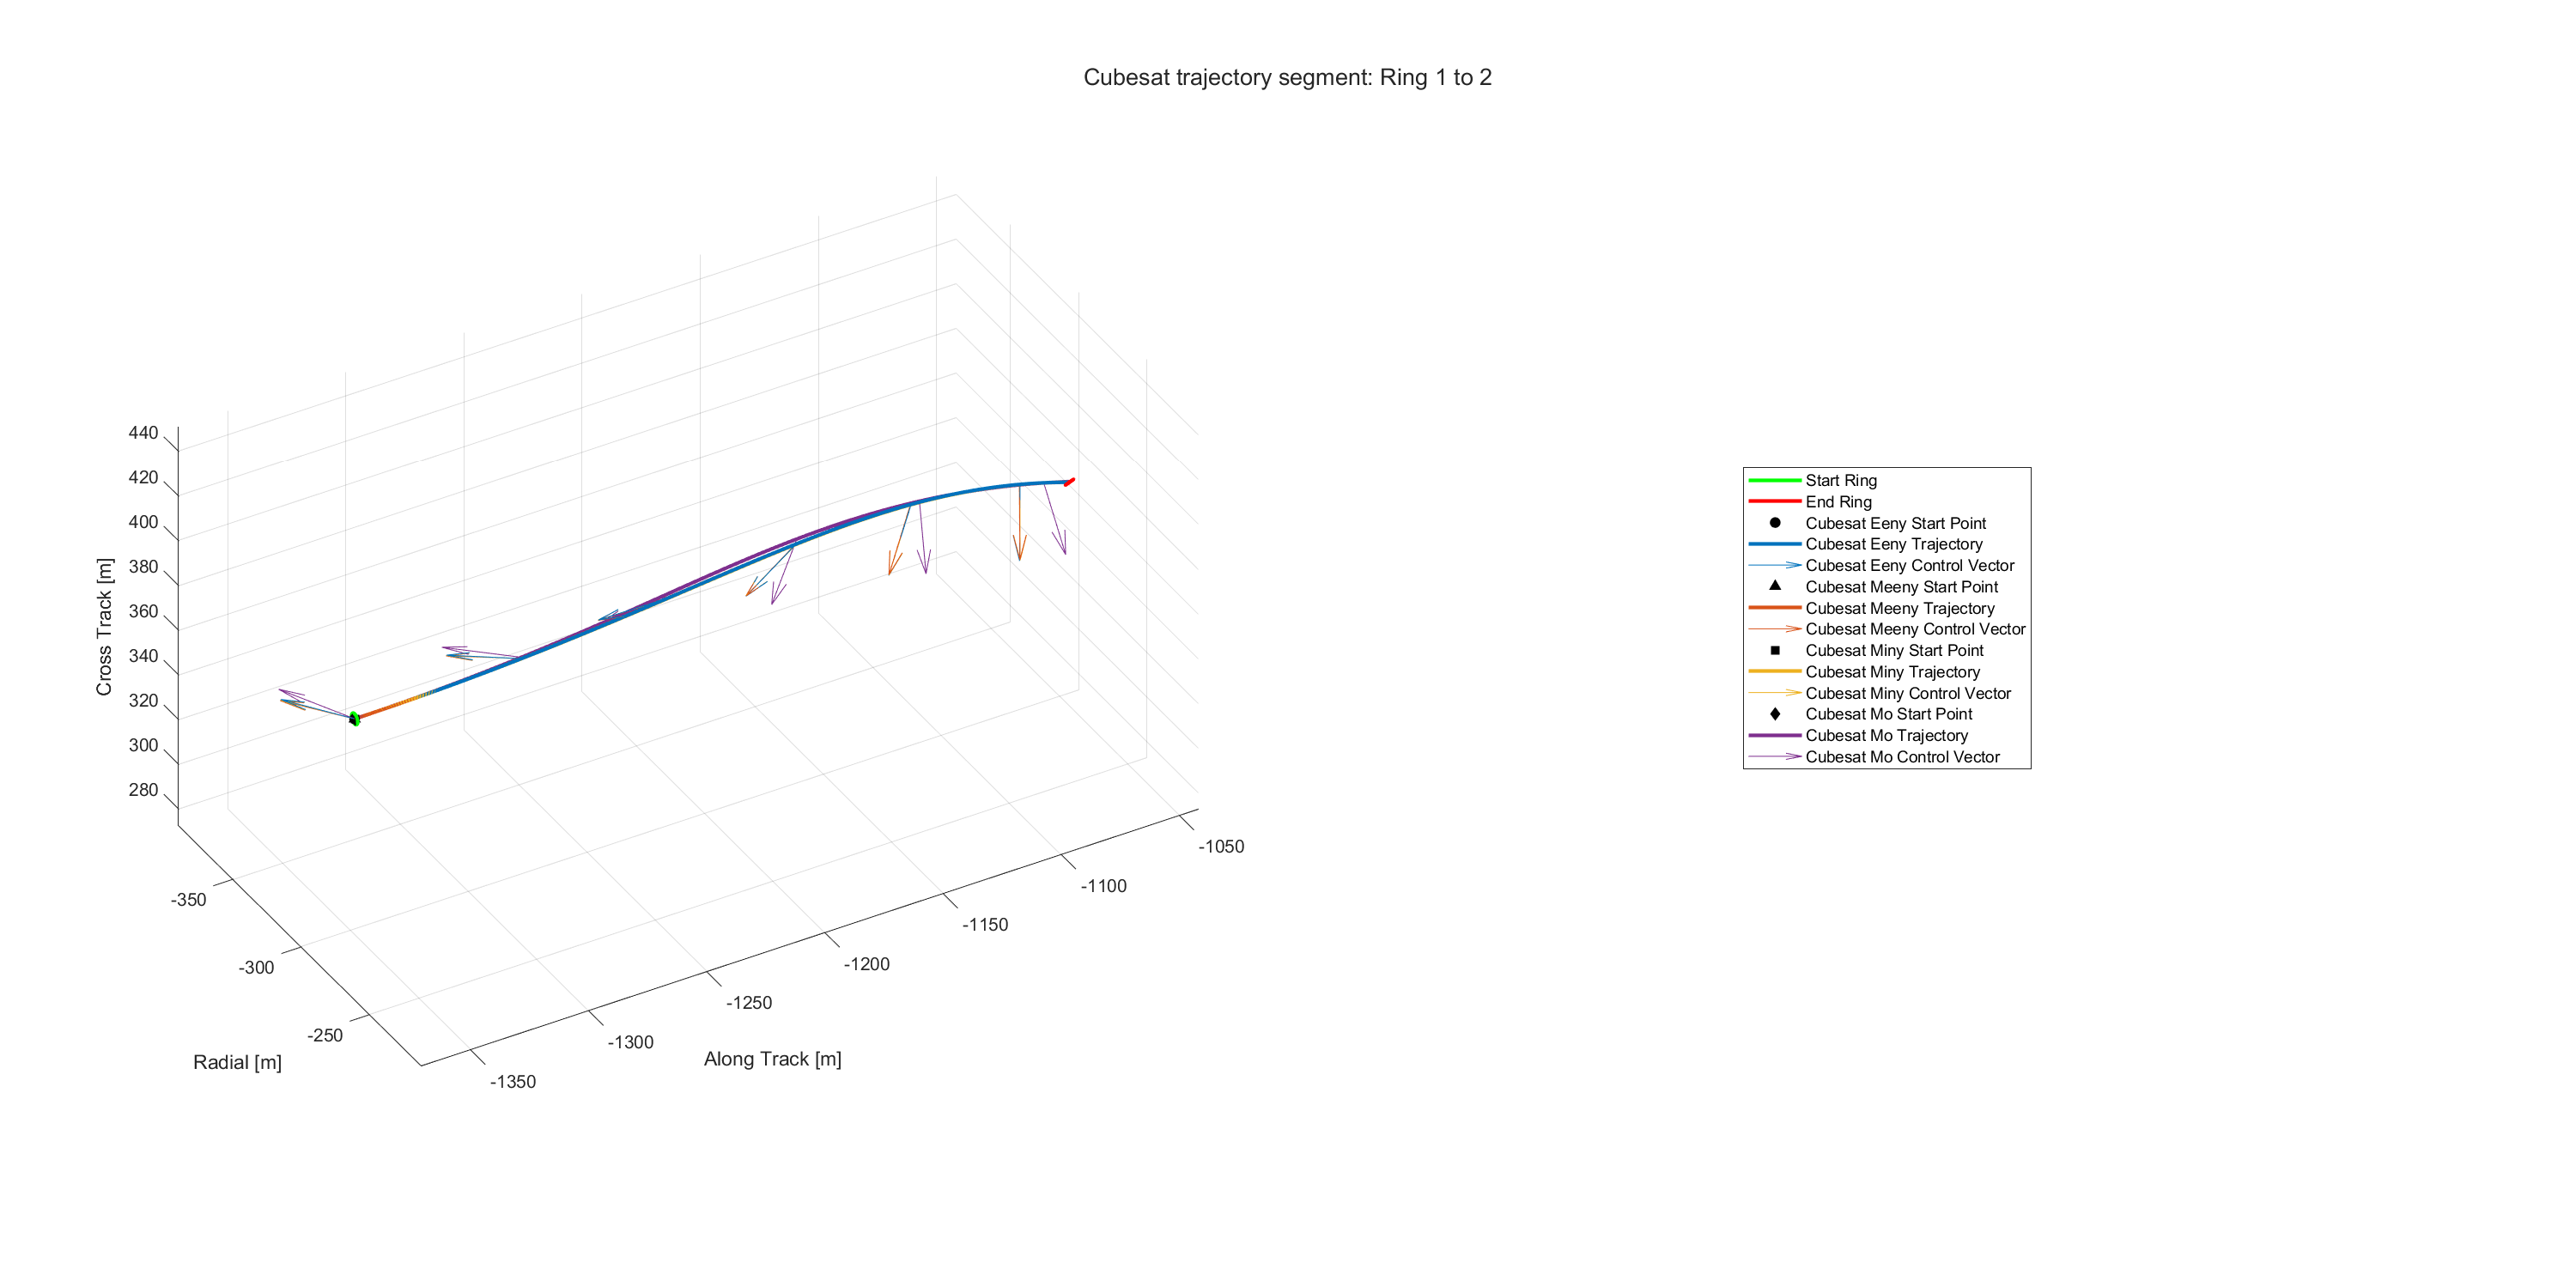 Cubesat trajectory segment: Ring 1 to 2
440
420
400
380
360
340
320
300
280
Cross Track [m]
-350
-300
-250
Radial [m]
-1350
-1300
-1250
-1200
-1150
-1100
-1050
Along Track [m]
Start Ring
End Ring
Cubesat Eeny Start Point
Cubesat Eeny Trajectory
Cubesat Eeny Control Vector
Cubesat Meeny Start Point
Cubesat Meeny Trajectory
Cubesat Meeny Control Vector
Cubesat Miny Start Point
Cubesat Miny Trajectory
Cubesat Miny Control Vector
Cubesat Mo Start Point
Cubesat Mo Trajectory
Cubesat Mo Control Vector